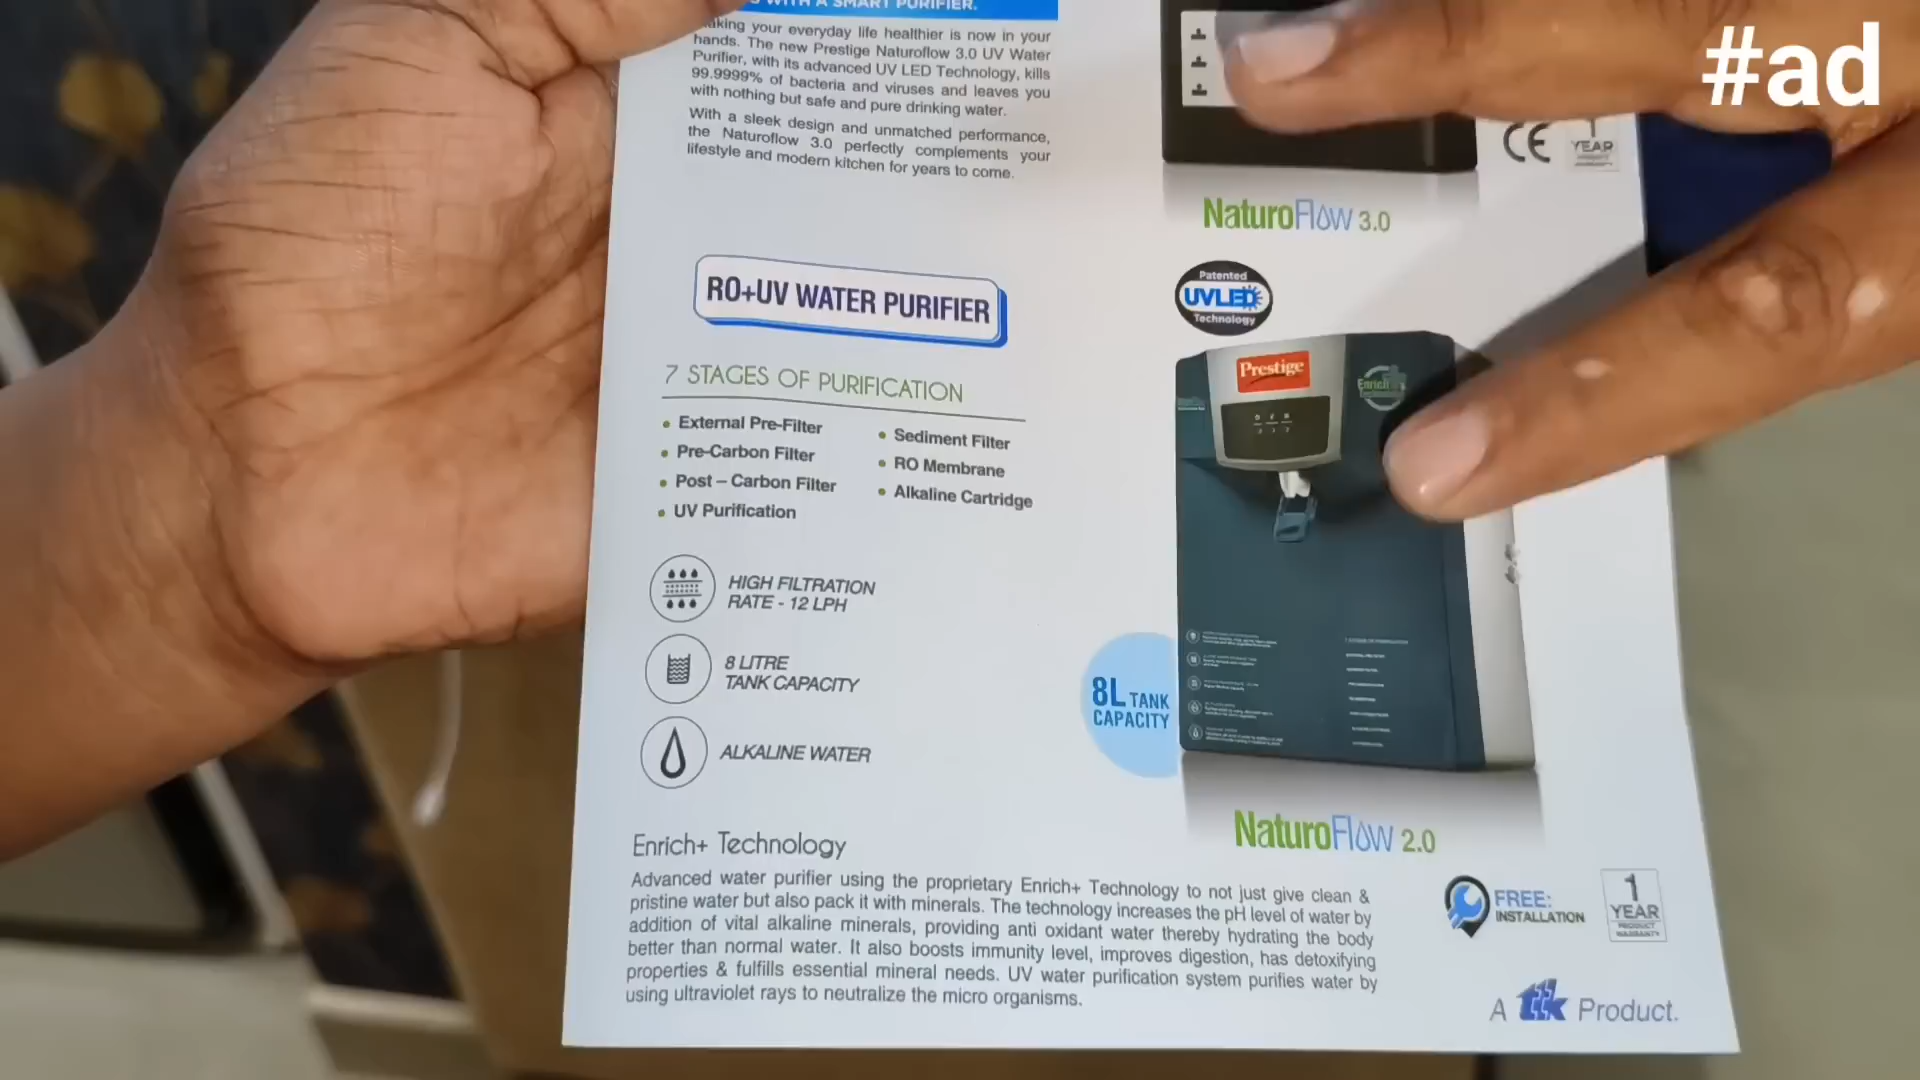 WITH A SMART PURIFIER.
#ad
aking your everyday life healthier is now in your
hands. The new Prestige Naturoflow 3.0 UV Water
Purifier, with its advanced UV LED Technology, kills
99.9999% of bacteria and viruses and leaves you
with nothing but safe and pure drinking water.
With a sleek design and unmatched performance,
the Naturoflow 3.0 perfectly complements your
lifestyle and modern kitchen for years to come.
CE
1
YEAR
NaturoFlow 3.0
RO+UV WATER PURIFIER
Patented
UVLED
Technology
Prestige
Enrich+
7 STAGES OF PURIFICATION
• External Pre-Filter
• Pre-Carbon Filter
• Post – Carbon Filter
• UV Purification
• Sediment Filter
• RO Membrane
• Alkaline Cartridge
HIGH FILTRATION
RATE - 12 LPH
8 LITRE
TANK CAPACITY
ALKALINE WATER
8L TANK
CAPACITY
NaturoFlow 2.0
Enrich+ Technology
Advanced water purifier using the proprietary Enrich+ Technology to not just give clean &
pristine water but also pack it with minerals. The technology increases the pH level of water by
addition of vital alkaline minerals, providing anti oxidant water thereby hydrating the body
better than normal water. It also boosts immunity level, improves digestion, has detoxifying
properties & fulfills essential mineral needs. UV water purification system purifies water by
using ultraviolet rays to neutralize the micro organisms.
FREE:
INSTALLATION
1
YEAR
PRODUCT
WARRANTY
A ttk Product.